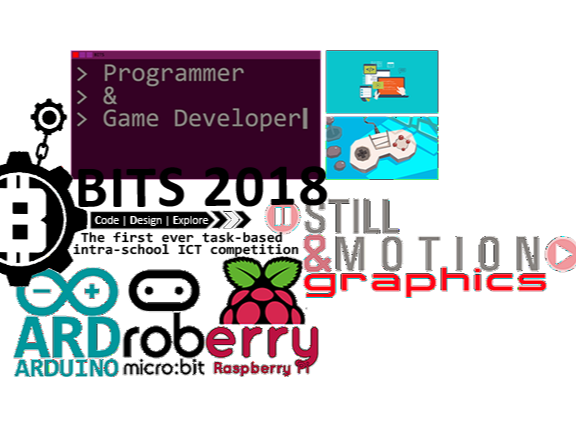 > Programmer
> &
> Game Developer
BITS 2018
Code | Design | Explore
The first ever task-based
intra-school ICT competition
STILL
&MOTION
graphics
ARDroberry
ARDUINO micro:bit Raspberry Pi